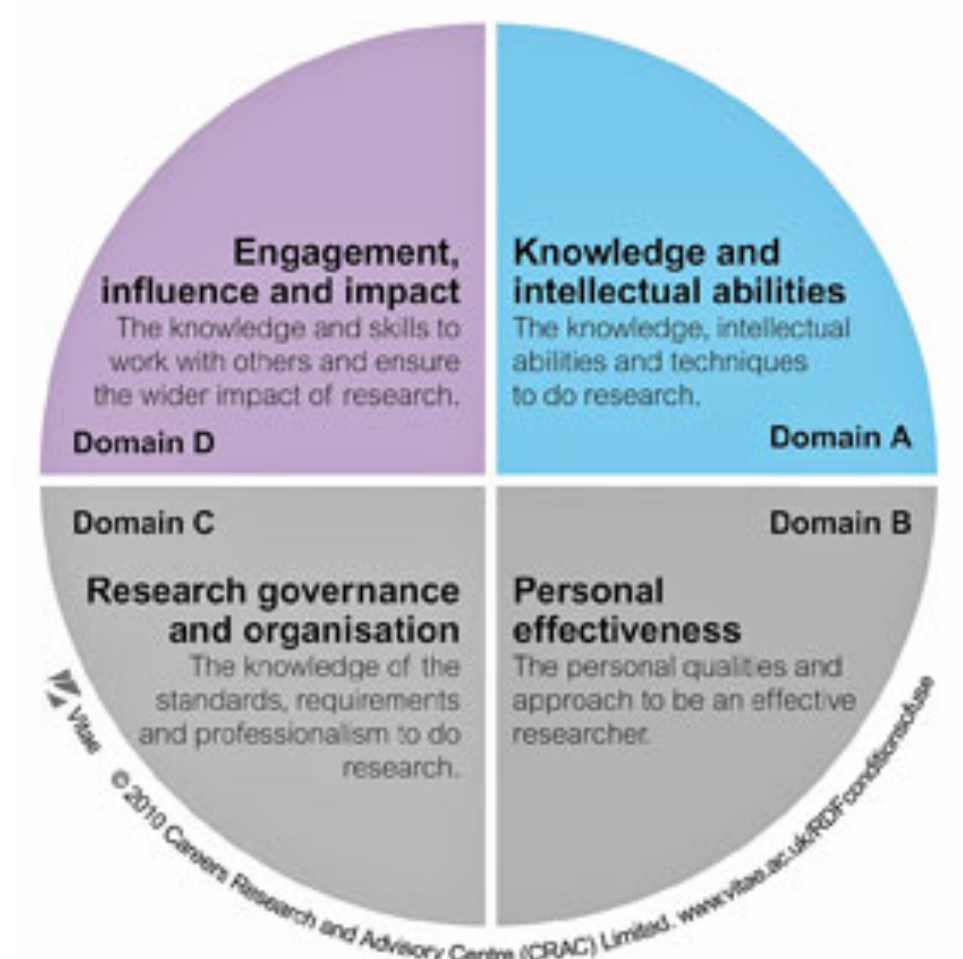 Engagement,
influence and impact
The knowledge and skills to
work with others and ensure
the wider impact of research.
Domain D
Knowledge and
intellectual abilities
The knowledge, intellectual
abilities and techniques
to do research.
Domain A
Domain C
Research governance
and organisation
The knowledge of the
standards, requirements
and professionalism to do
research.
Domain B
Personal
effectiveness
The personal qualities and
approach to be an effective
researcher.
Vitae
© 2010 Careers Research and Advisory Centre (CRAC) Limited. www.vitae.ac.uk/RDFconditionsofuse